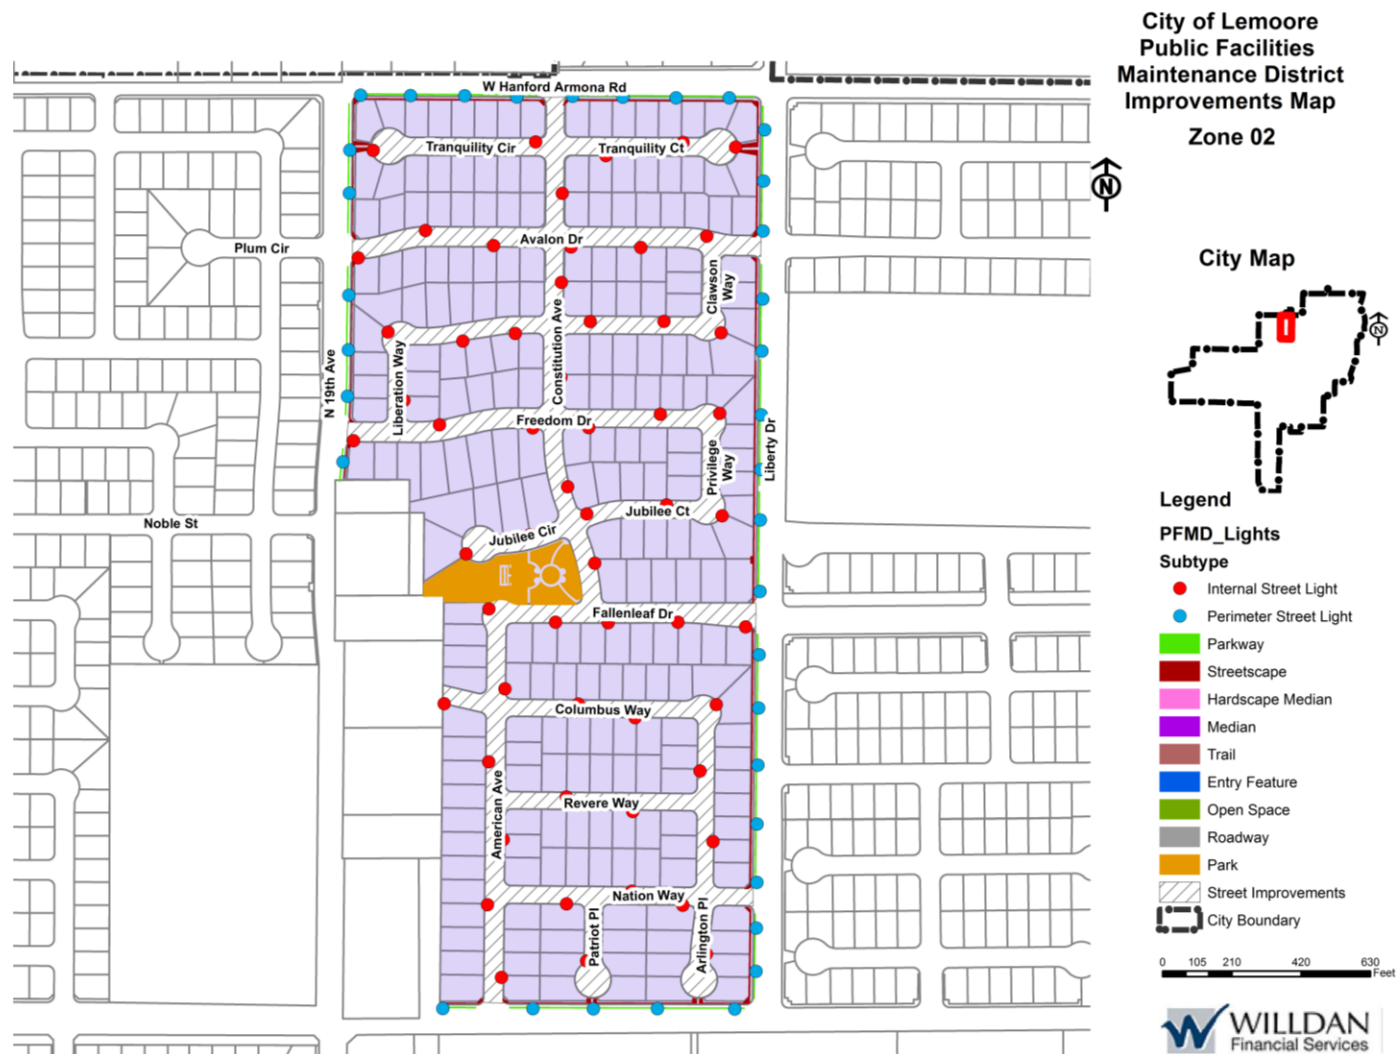 City of Lemoore
Public Facilities
Maintenance District
Improvements Map
Zone 02
W Hanford Armona Rd
Tranquility Cir
Tranquility Ct
N
Avalon Dr
Plum Cir
Clawson
Way
City Map
Constitution Ave
N
Liberation Way
N 19th Ave
Freedom Dr
Liberty Dr
Privilege
Way
Jubilee Ct
Noble St
Jubilee Cir
Legend
PFMD_Lights
Subtype
Internal Street Light
Perimeter Street Light
Parkway
Streetscape
Hardscape Median
Median
Trail
Entry Feature
Open Space
Roadway
Park
Street Improvements
City Boundary
Fallenleaf Dr
Columbus Way
American Ave
Revere Way
Nation Way
Patriot Pl
Arlington Pl
0 105 210 420 630
Feet
WILLDAN
Financial Services